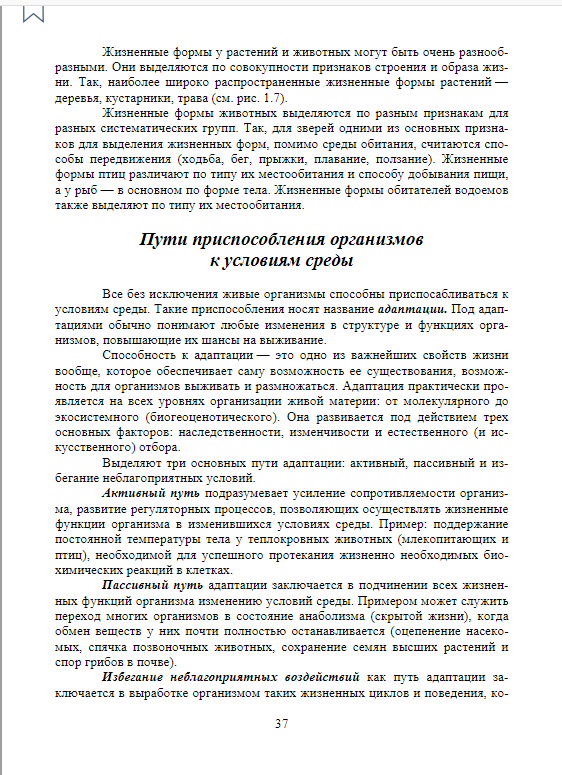 Жизненные формы у растений и животных могут быть очень разнооб-
разными. Они выделяются по совокупности признаков строения и образа жиз-
ни. Так, наиболее широко распространенные жизненные формы растений —
деревья, кустарники, трава (см. рис. 1.7).
Жизненные формы животных выделяются по разным признакам для
разных систематических групп. Так, для зверей одними из основных призна-
ков для выделения жизненных форм, помимо среды обитания, считаются спо-
собы передвижения (ходьба, бег, прыжки, плавание, ползание). Жизненные
формы птиц различают по типу их местообитания и способу добывания пищи,
а у рыб — в основном по форме тела. Жизненные формы обитателей водоемов
также выделяют по типу их местообитания.
Пути приспособления организмов
к условиям среды
Все без исключения живые организмы способны приспосабливаться к
условиям среды. Такие приспособления носят название адаптации. Под адап-
тациями обычно понимают любые изменения в структуре и функциях орга-
низмов, повышающие их шансы на выживание.
Способность к адаптации — это одно из важнейших свойств жизни
вообще, которое обеспечивает саму возможность ее существования, возмож-
ность для организмов выживать и размножаться. Адаптация практически про-
является на всех уровнях организации живой материи: от молекулярного до
экосистемного (биогеоценотического). Она развивается под действием трех
основных факторов: наследственности, изменчивости и естественного (и ис-
кусственного) отбора.
Выделяют три основных пути адаптации: активный, пассивный и из-
бегание неблагоприятных условий.
Активный путь подразумевает усиление сопротивляемости организ-
ма, развитие регуляторных процессов, позволяющих осуществлять жизненные
функции организма в изменившихся условиях среды. Пример: поддержание
постоянной температуры тела у теплокровных животных (млекопитающих и
птиц), необходимой для успешного протекания жизненно необходимых био-
химических реакций в клетках.
Пассивный путь адаптации заключается в подчинении всех жизнен-
ных функций организма изменению условий среды. Примером может служить
переход многих организмов в состояние анаболизма (скрытой жизни), когда
обмен веществ у них почти полностью останавливается (оцепенение насеко-
мых, спячка позвоночных животных, сохранение семян высших растений и
спор грибов в почве).
Избегание неблагоприятных воздействий как путь адаптации за-
ключается в выработке организмом таких жизненных циклов и поведения, ко-
37